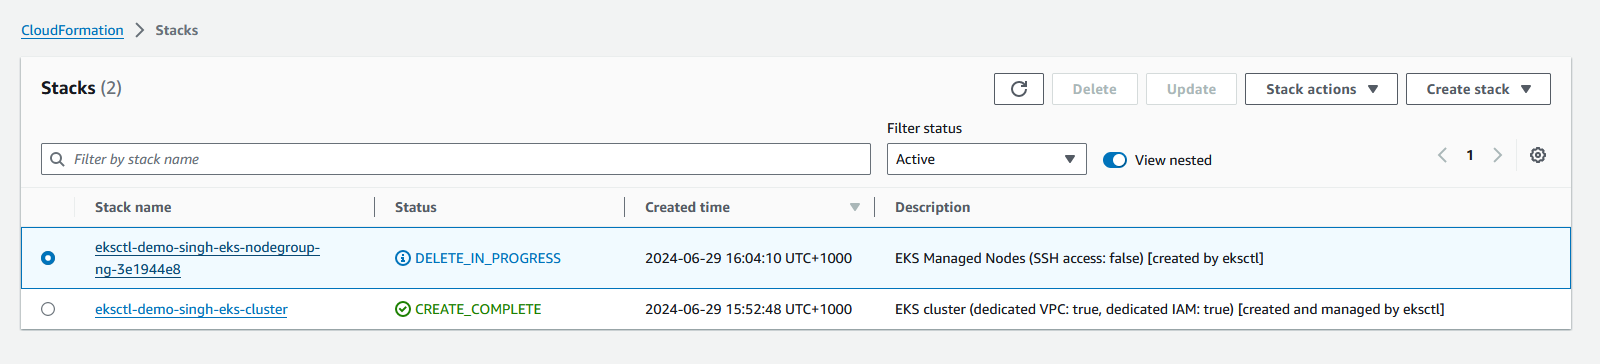 CloudFormation > Stacks
Stacks (2)
Delete
Update
Stack actions
Create stack
Filter by stack name
Filter status
Active
View nested
1
Stack name
Status
Created time
Description
eksctl-demo-singh-eks-nodegroup-
ng-3e1944e8
DELETE_IN_PROGRESS
2024-06-29 16:04:10 UTC+1000
EKS Managed Nodes (SSH access: false) [created by eksctl]
eksctl-demo-singh-eks-cluster
CREATE_COMPLETE
2024-06-29 15:52:48 UTC+1000
EKS cluster (dedicated VPC: true, dedicated IAM: true) [created and managed by eksctl]